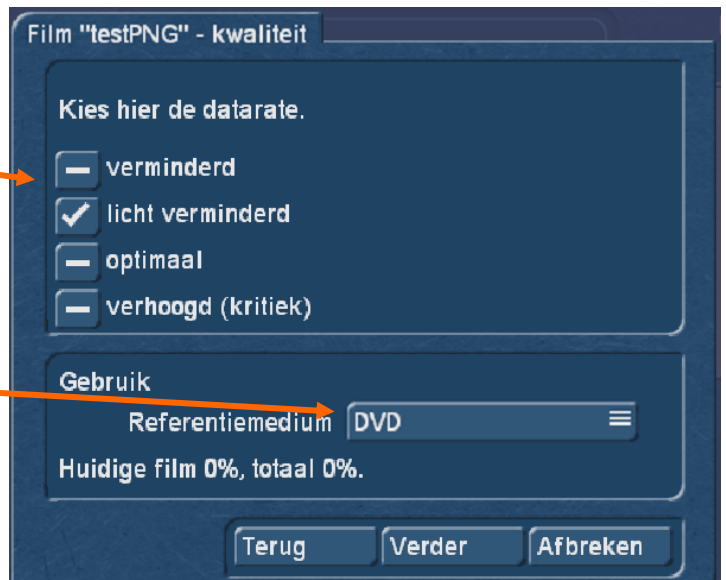 Film "testPNG" - kwaliteit
Kies hier de datarate.
verminderd
licht verminderd
optimaal
verhoogd (kritiek)
Gebruik
Referentiemedium DVD
Huidige film 0%, totaal 0%.
Terug Verder Afbreken